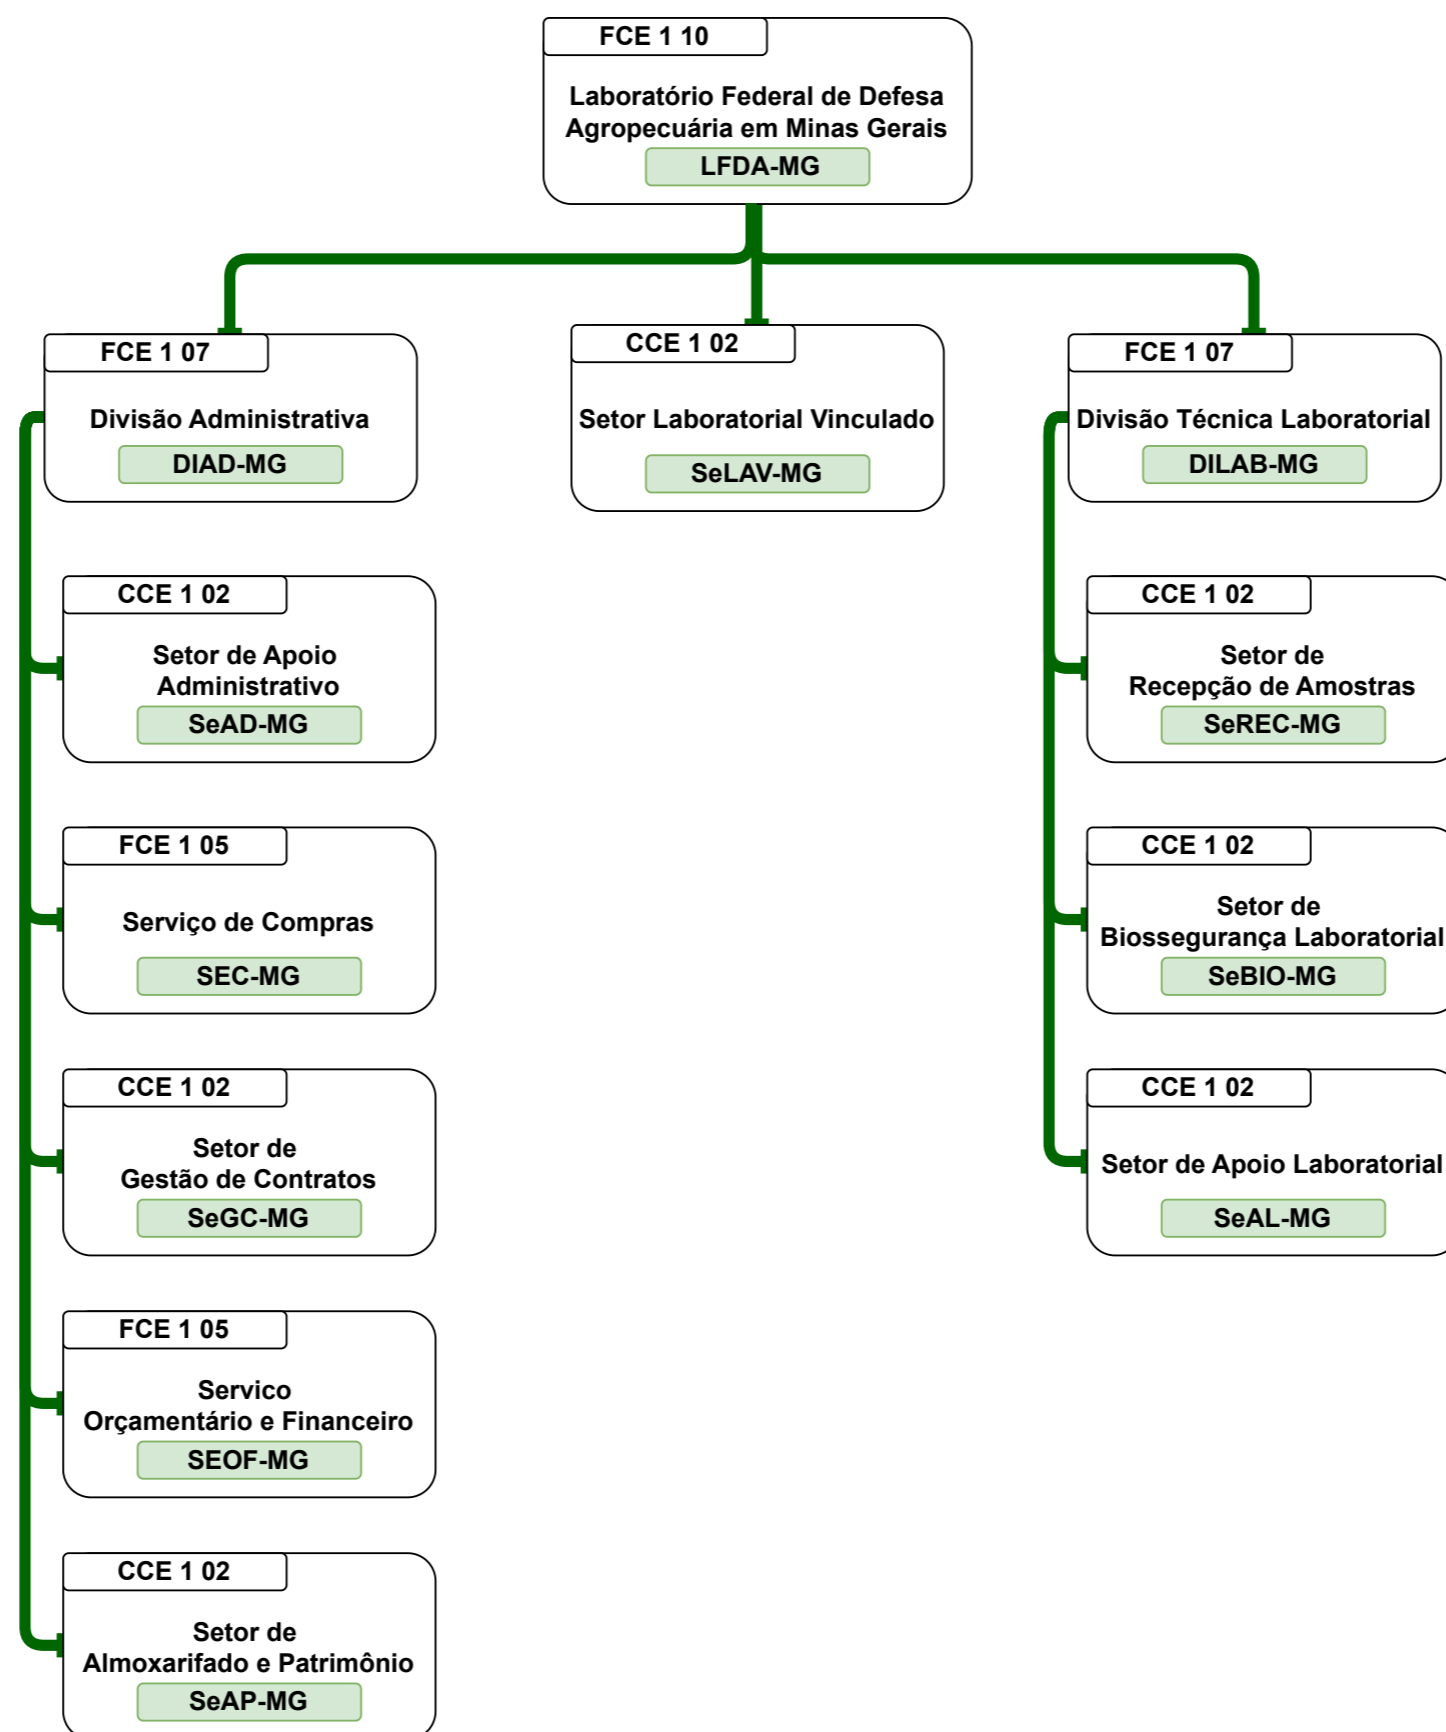 FCE 1 10
Laboratório Federal de Defesa
Agropecuária em Minas Gerais
LFDA-MG
FCE 1 07
Divisão Administrativa
DIAD-MG
CCE 1 02
Setor Laboratorial Vinculado
SeLAV-MG
FCE 1 07
Divisão Técnica Laboratorial
DILAB-MG
CCE 1 02
Setor de Apoio
Administrativo
SeAD-MG
FCE 1 05
Serviço de Compras
SEC-MG
CCE 1 02
Setor de
Gestão de Contratos
SeGC-MG
FCE 1 05
Servico
Orçamentário e Financeiro
SEOF-MG
CCE 1 02
Setor de
Almoxarifado e Patrimônio
SeAP-MG
CCE 1 02
Setor de
Recepção de Amostras
SeREC-MG
CCE 1 02
Setor de
Biossegurança Laboratorial
SeBIO-MG
CCE 1 02
Setor de Apoio Laboratorial
SeAL-MG